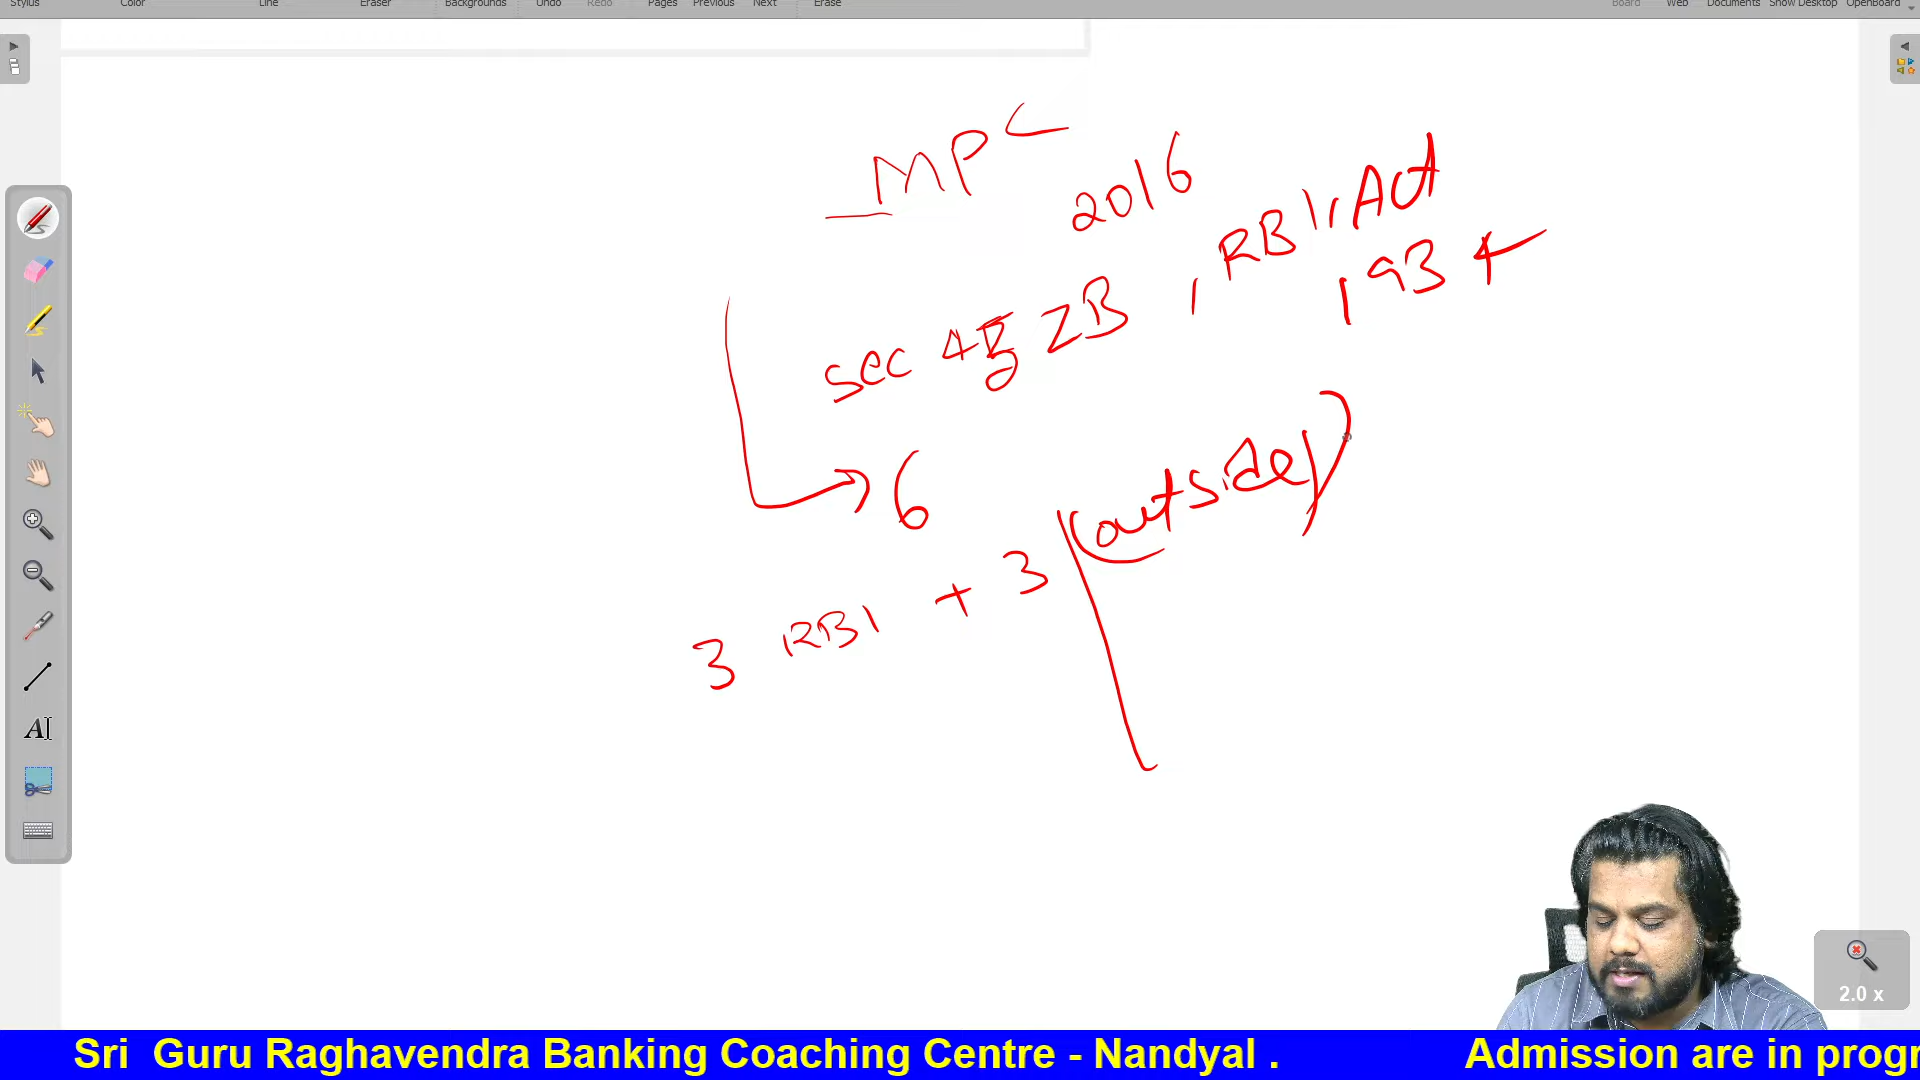 Stylus Color Line Eraser Backgrounds Undo Redo Pages Previous Next Erase Board Web Documents Show Desktop OpenBoard
MPC
2016
sec 45 ZB , RBI, Act
1934
6
(outside)
3 RBI + 3
2.0 x
Sri Guru Raghavendra Banking Coaching Centre - Nandyal . Admission are in progr